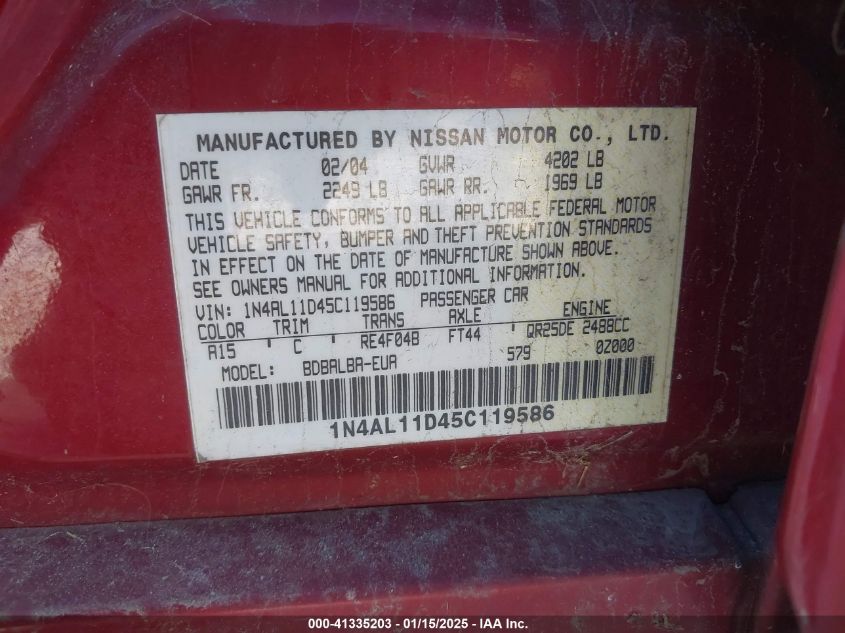 MANUFACTURED BY NISSAN MOTOR CO., LTD.
DATE 02/04 GVWR 4202 LB
GAWR FR. 2249 LB GAWR RR. 1969 LB
THIS VEHICLE CONFORMS TO ALL APPLICABLE FEDERAL MOTOR
VEHICLE SAFETY, BUMPER AND THEFT PREVENTION STANDARDS
IN EFFECT ON THE DATE OF MANUFACTURE SHOWN ABOVE.
SEE OWNERS MANUAL FOR ADDITIONAL INFORMATION.
VIN: 1N4AL11D45C119586 PASSENGER CAR
COLOR TRIM TRANS AXLE ENGINE
A15 C RE4F04B FT44 QR25DE 2488CC
MODEL: BDBALBA-EUA 579 0Z000
1N4AL11D45C119586
000-41335203 - 01/15/2025 - IAA Inc.